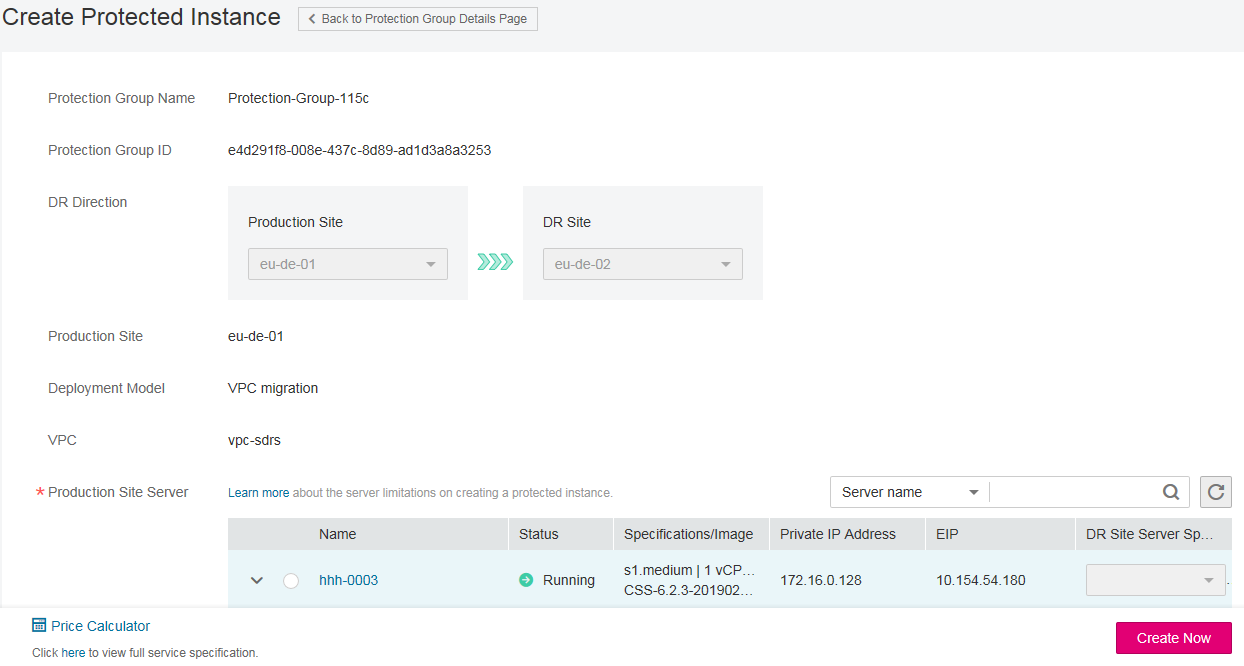 Create Protected Instance
Back to Protection Group Details Page
Protection Group Name
Protection-Group-115c
Protection Group ID
e4d291f8-008e-437c-8d89-ad1d3a8a3253
DR Direction
Production Site
DR Site
eu-de-01
eu-de-02
Production Site
eu-de-01
Deployment Model
VPC migration
VPC
vpc-sdrs
* Production Site Server
Learn more about the server limitations on creating a protected instance.
Server name
Name
Status
Specifications/Image
Private IP Address
EIP
DR Site Server Sp...
hhh-0003
Running
s1.medium | 1 vCP...
CSS-6.2.3-201902...
172.16.0.128
10.154.54.180
Price Calculator
Click here to view full service specification.
Create Now